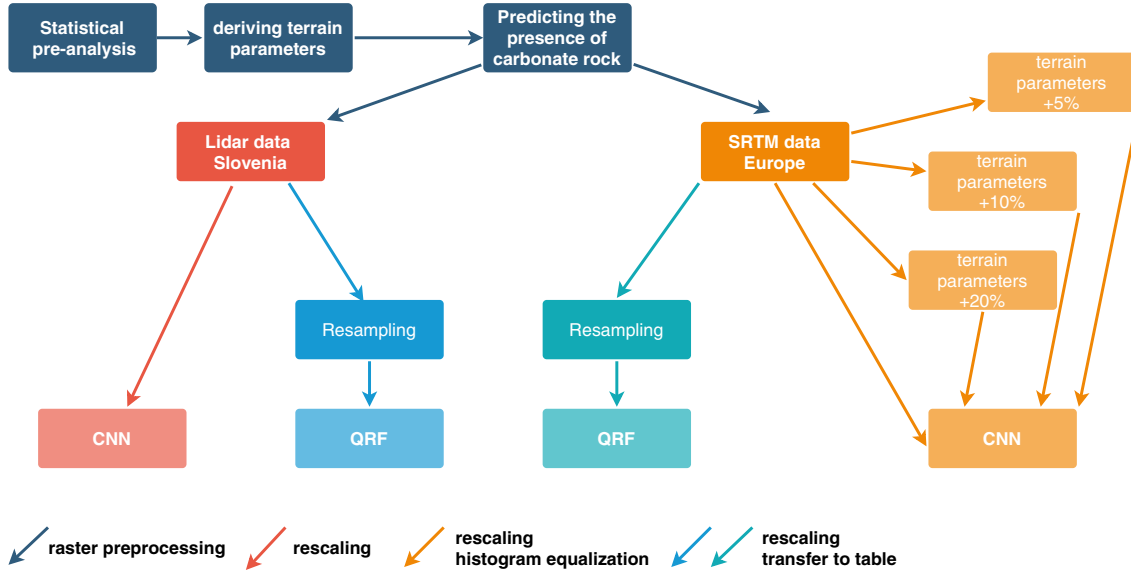 Statistical
pre-analysis
deriving terrain
parameters
Predicting the
presence of
carbonate rock
terrain
parameters
+5%
Lidar data
Slovenia
SRTM data
Europe
terrain
parameters
+10%
terrain
parameters
+20%
Resampling
Resampling
CNN
QRF
QRF
CNN
raster preprocessing
rescaling
rescaling
histogram equalization
rescaling
transfer to table